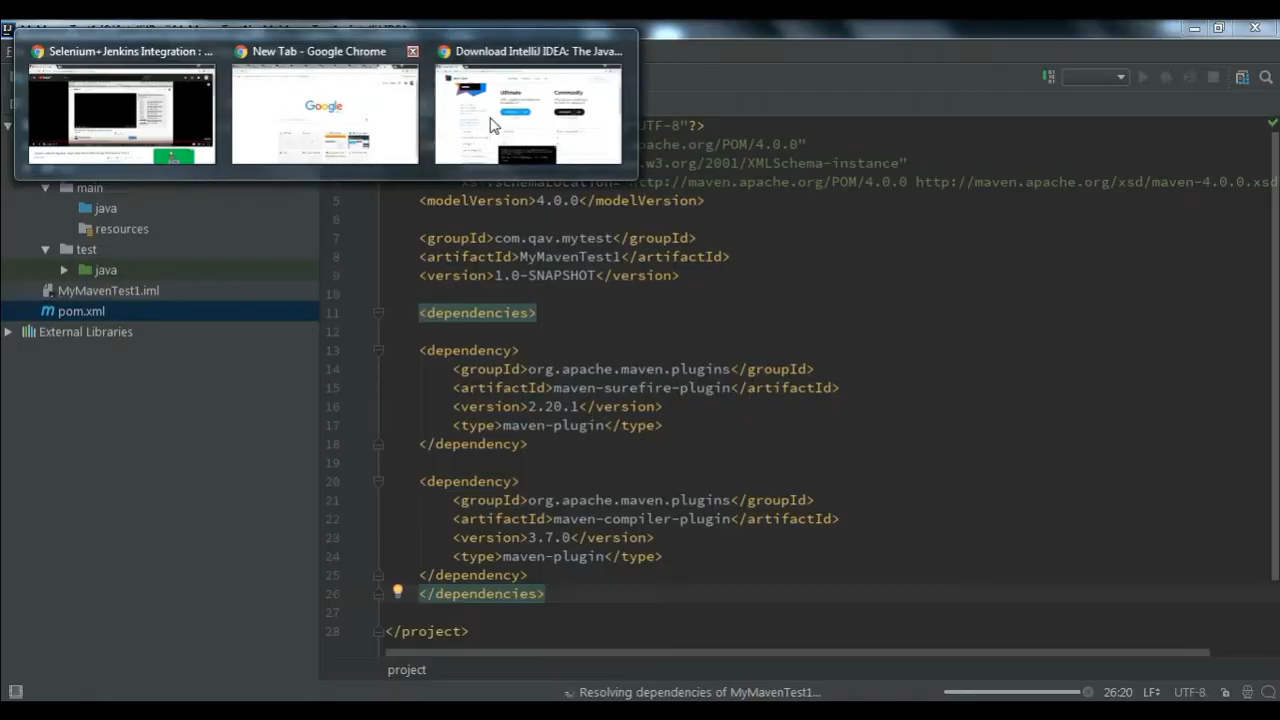 Selenium+Jenkins Integration : ...
New Tab - Google Chrome
Download IntelliJ IDEA: The Java...
Google
Ultimate
Community
UTF-8"?>
.apache.org/POM/4.0.0"
w3.org/2001/XMLSchema-instance"
http://maven.apache.org/POM/4.0.0 http://maven.apache.org/xsd/maven-4.0.0.xsd
main
java
resources
test
java
MyMavenTest1.iml
pom.xml
External Libraries
5 <modelVersion>4.0.0</modelVersion>
6
7 <groupId>com.qav.mytest</groupId>
8 <artifactId>MyMavenTest1</artifactId>
9 <version>1.0-SNAPSHOT</version>
10
11 <dependencies>
12
13 <dependency>
14 <groupId>org.apache.maven.plugins</groupId>
15 <artifactId>maven-surefire-plugin</artifactId>
16 <version>2.20.1</version>
17 <type>maven-plugin</type>
18 </dependency>
19
20 <dependency>
21 <groupId>org.apache.maven.plugins</groupId>
22 <artifactId>maven-compiler-plugin</artifactId>
23 <version>3.7.0</version>
24 <type>maven-plugin</type>
25 </dependency>
26 </dependencies>
27
28 </project>
project
Resolving dependencies of MyMavenTest1...
26:20 LF UTF-8